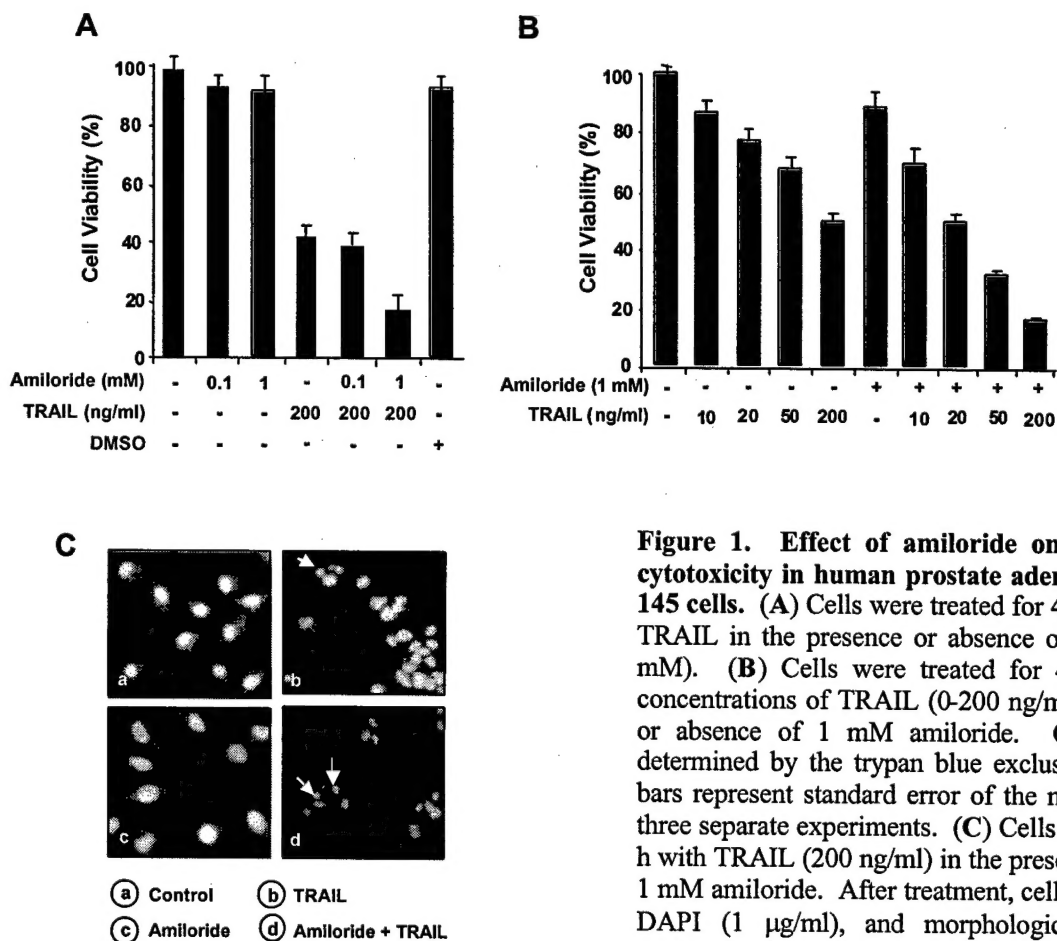 A
Cell Viability (%)
100
80
60
40
20
0
Amiloride (mM) - 0.1 1 - 0.1 1 -
TRAIL (ng/ml) - - - 200 200 200 -
DMSO - - - - - - +
B
Cell Viability (%)
100
80
60
40
20
0
Amiloride (1 mM) - - - - - + + + + +
TRAIL (ng/ml) - 10 20 50 200 - 10 20 50 200
C
a
b
c
d
a Control b TRAIL
c Amiloride d Amiloride + TRAIL
Figure 1. Effect of amiloride on
cytotoxicity in human prostate aden
145 cells. (A) Cells were treated for 4
TRAIL in the presence or absence o
mM). (B) Cells were treated for 4
concentrations of TRAIL (0-200 ng/m
or absence of 1 mM amiloride.
determined by the trypan blue exclus
bars represent standard error of the m
three separate experiments. (C) Cells
h with TRAIL (200 ng/ml) in the prese
1 mM amiloride. After treatment, cell
DAPI (1 μg/ml), and morphologic